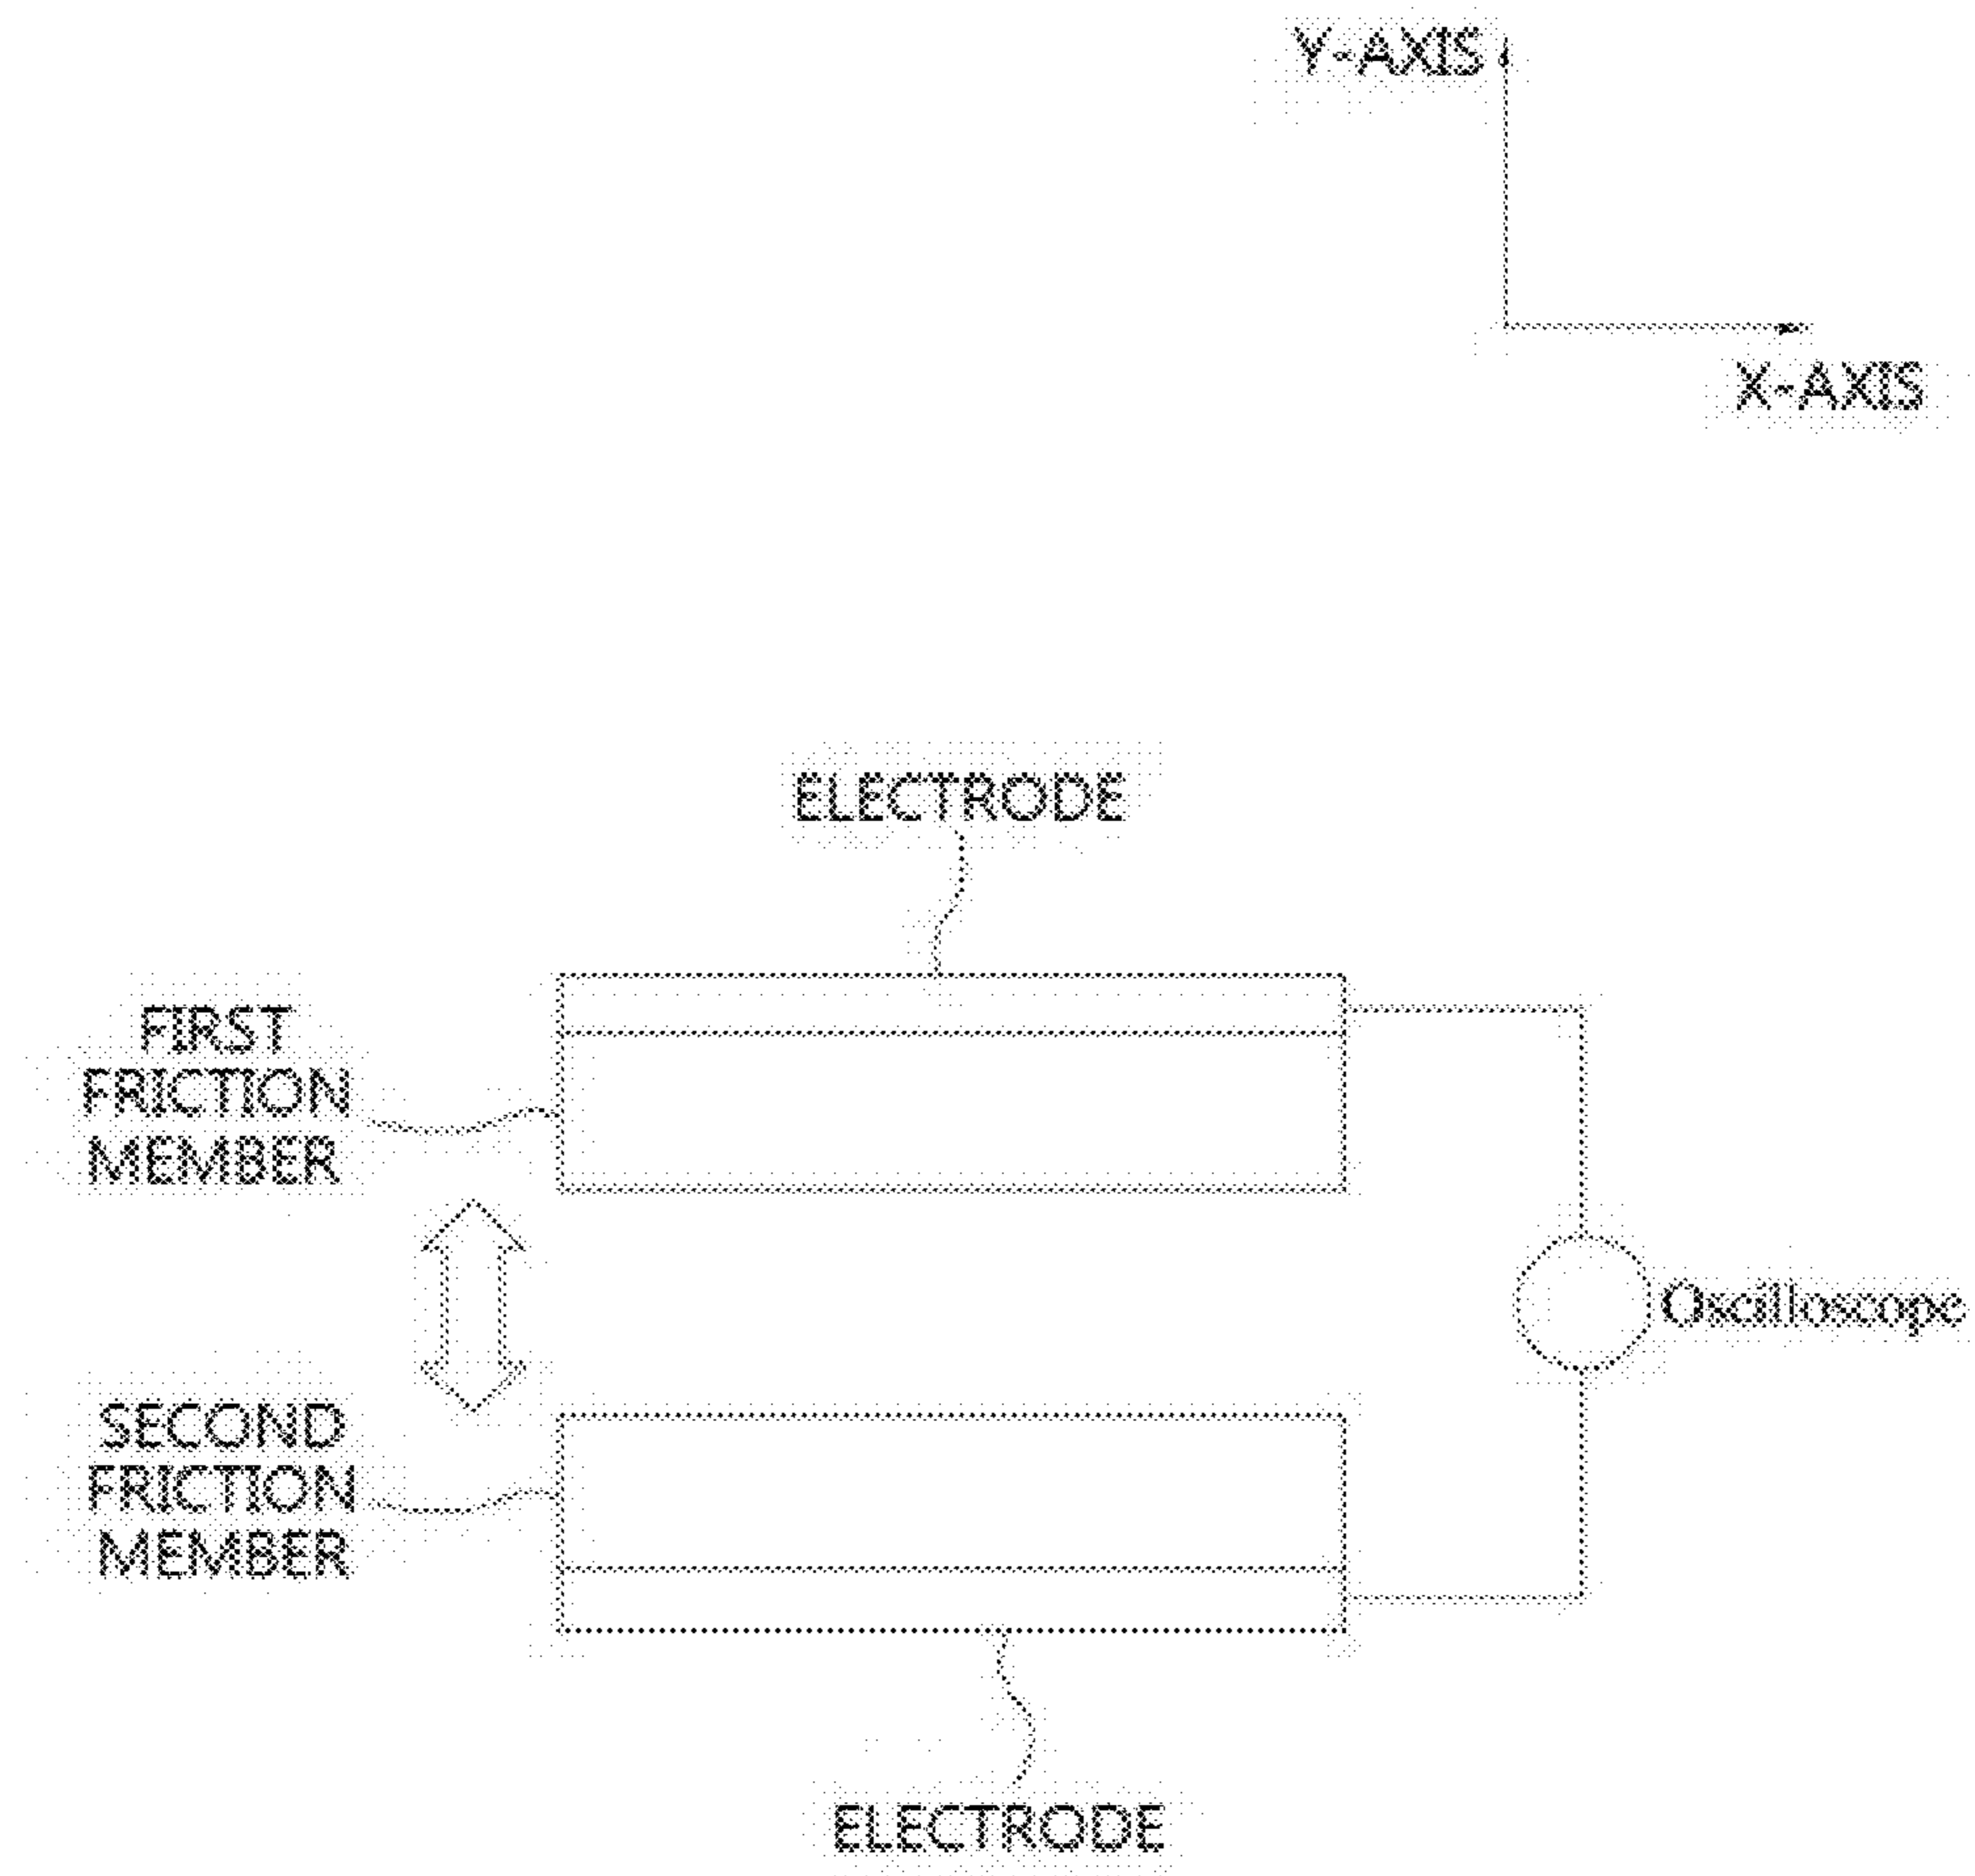 Y-AXIS
X-AXIS
ELECTRODE
FIRST
FRICTION
MEMBER
Oscilloscope
SECOND
FRICTION
MEMBER
ELECTRODE